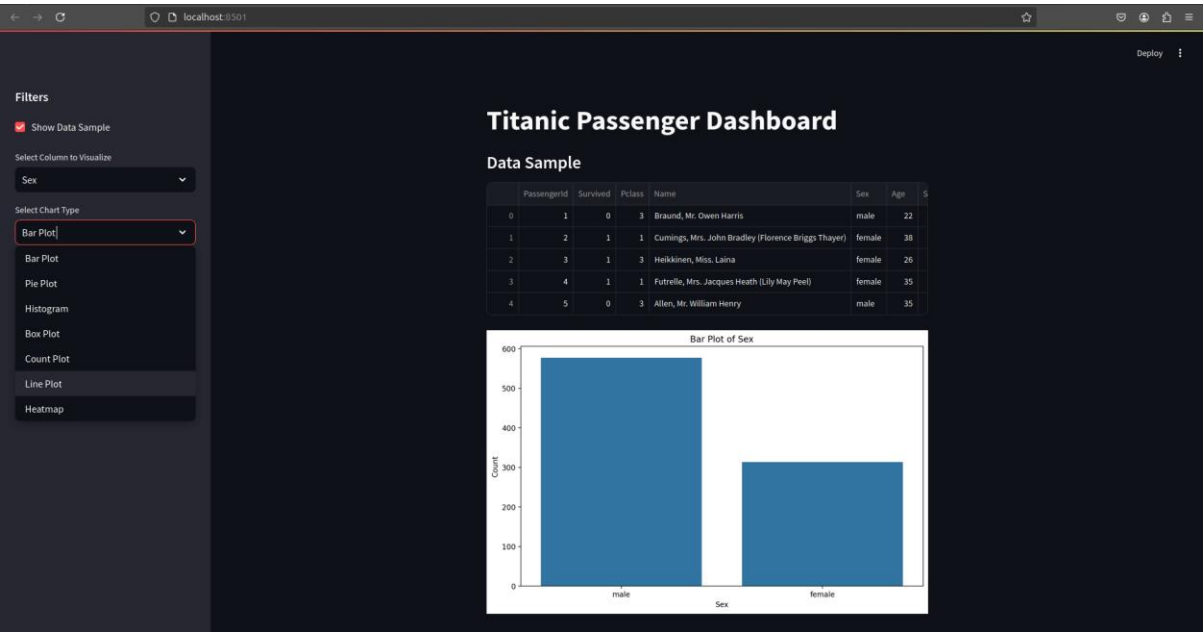 localhost:8501
Deploy
Filters
Show Data Sample
Select Column to Visualize
Sex
Select Chart Type
Bar Plot
Bar Plot
Pie Plot
Histogram
Box Plot
Count Plot
Line Plot
Heatmap
Titanic Passenger Dashboard
Data Sample
PassengerId Survived Pclass Name Sex Age S
0 1 0 3 Braund, Mr. Owen Harris male 22
1 2 1 1 Cumings, Mrs. John Bradley (Florence Briggs Thayer) female 38
2 3 1 3 Heikkinen, Miss. Laina female 26
3 4 1 1 Futrelle, Mrs. Jacques Heath (Lily May Peel) female 35
4 5 0 3 Allen, Mr. William Henry male 35
Bar Plot of Sex
600
500
400
300
200
100
0
Count
male female
Sex